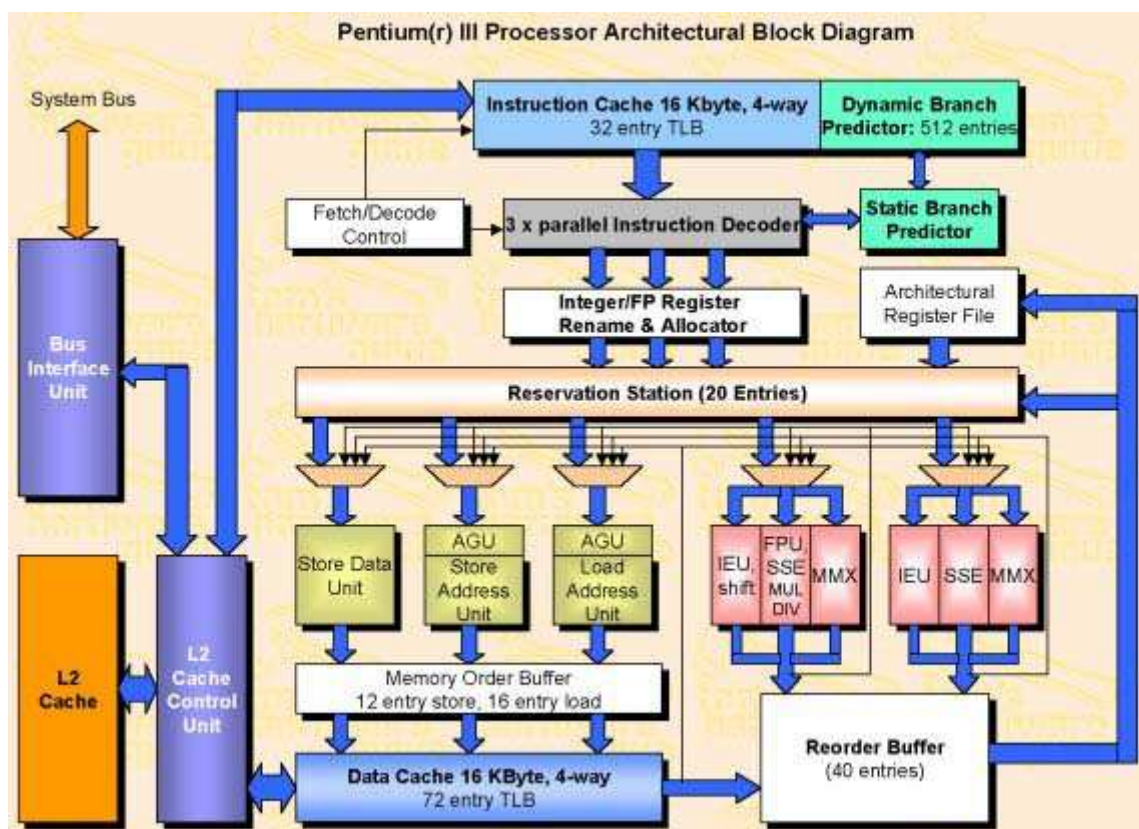 Pentium(r) III Processor Architectural Block Diagram
System Bus
Instruction Cache 16 Kbyte, 4-way
32 entry TLB
Dynamic Branch
Predictor: 512 entries
Fetch/Decode
Control
3 x parallel Instruction Decoder
Static Branch
Predictor
Integer/FP Register
Rename & Allocator
Architectural
Register File
Bus
Interface
Unit
Reservation Station (20 Entries)
Store Data
Unit
AGU
Store
Address
Unit
AGU
Load
Address
Unit
IEU,
shift
FPU,
SSE
MUL
DIV
MMX
IEU
SSE
MMX
L2
Cache
L2
Cache
Control
Unit
Memory Order Buffer
12 entry store, 16 entry load
Data Cache 16 KByte, 4-way
72 entry TLB
Reorder Buffer
(40 entries)